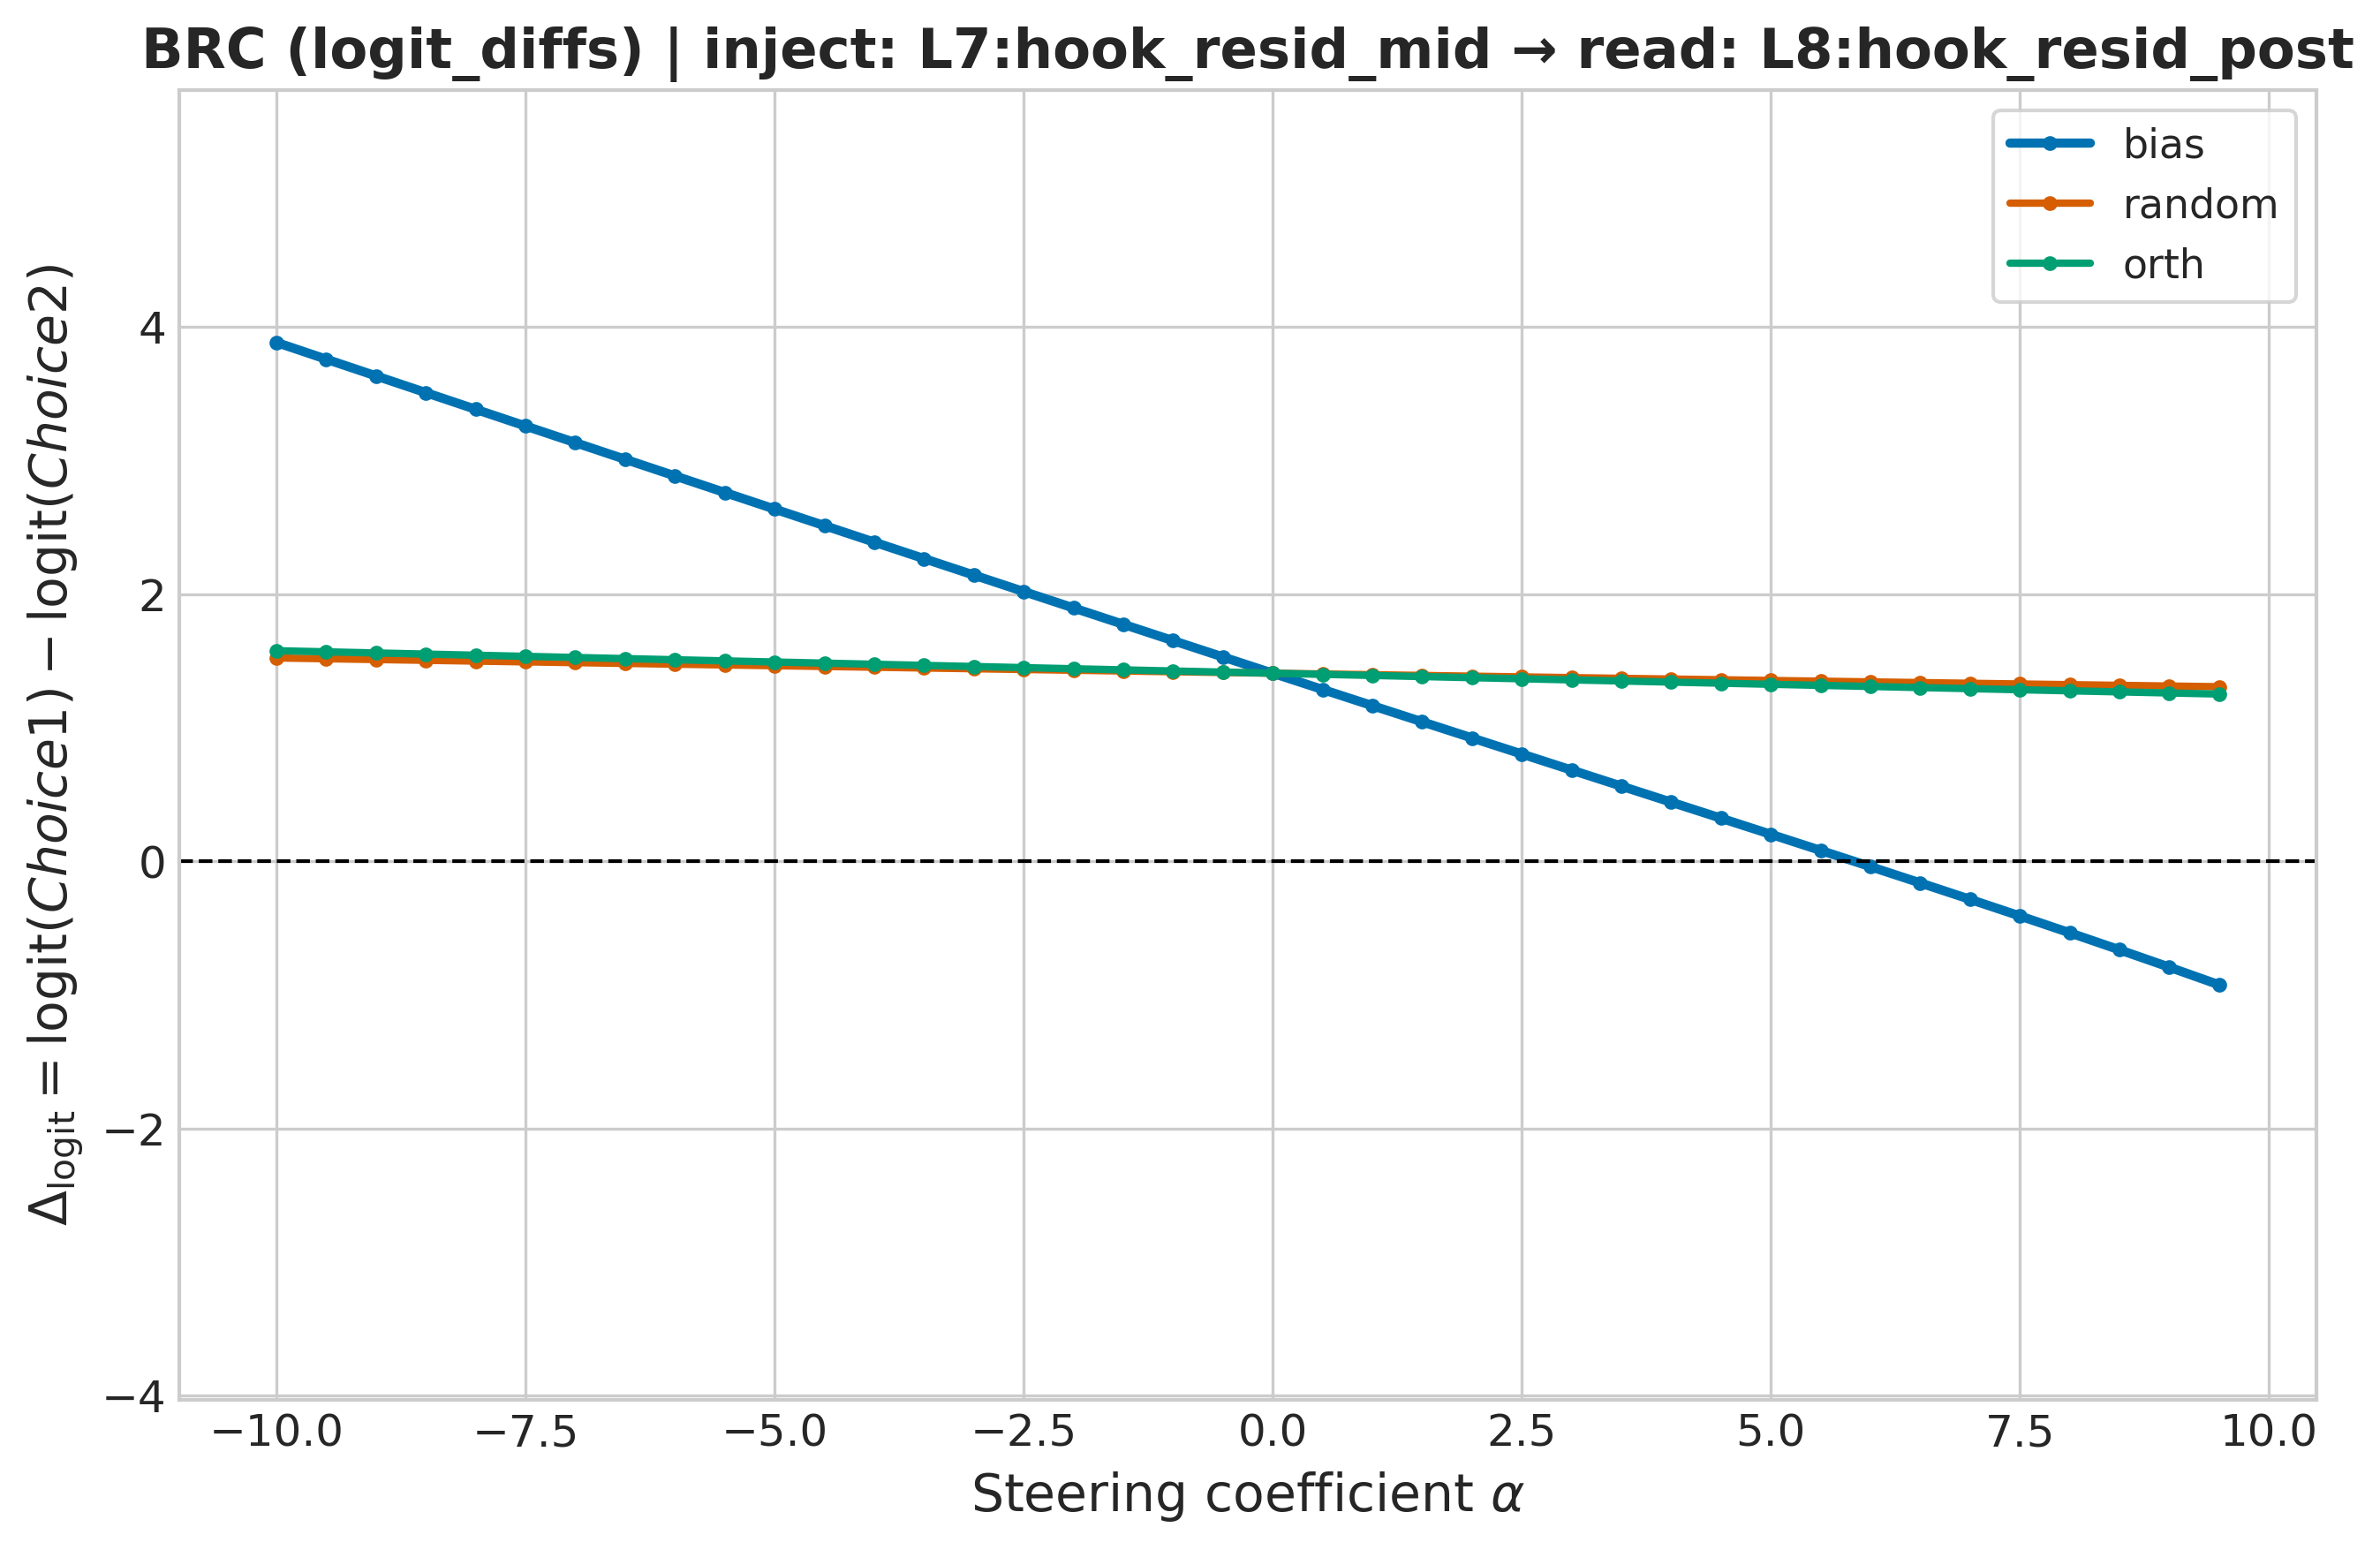 BRC (logit_diffs) | inject: L7:hook_resid_mid → read: L8:hook_resid_post
bias
random
orth
Δlogit = logit(Choice1) − logit(Choice2)
4
2
0
−2
−4
−10.0
−7.5
−5.0
−2.5
0.0
2.5
5.0
7.5
10.0
Steering coefficient α